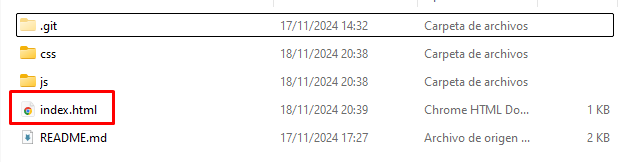 .git 17/11/2024 14:32 Carpeta de archivos
css 18/11/2024 20:38 Carpeta de archivos
js 18/11/2024 20:38 Carpeta de archivos
index.html 18/11/2024 20:39 Chrome HTML Do... 1 KB
README.md 17/11/2024 17:27 Archivo de origen ... 2 KB